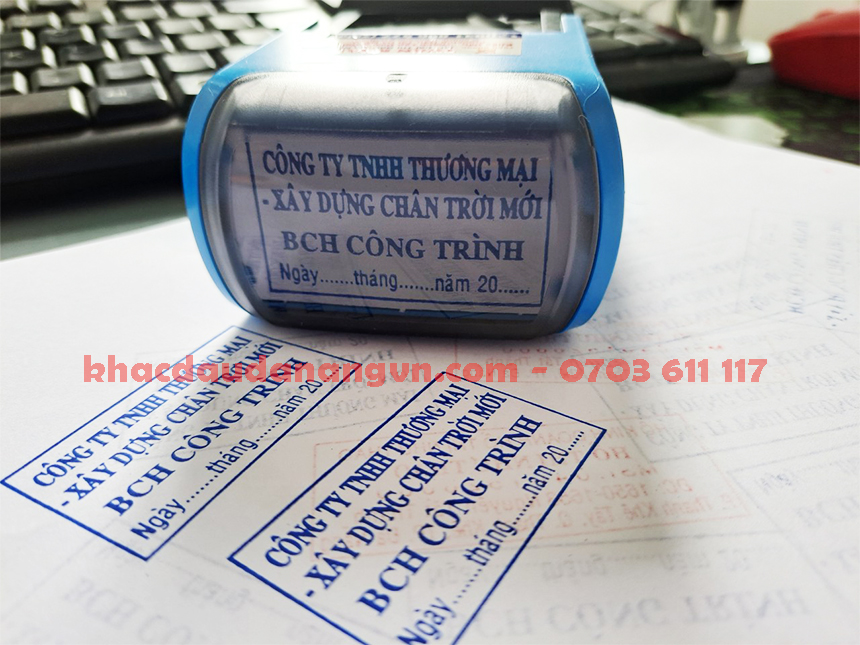 CÔNG TY TNHH THƯƠNG MẠI
- XÂY DỰNG CHÂN TRỜI MỚI
BCH CÔNG TRÌNH
Ngày.......tháng.......năm 20......
khacdaudanangvn.com - 0703 611 117
CÔNG TY TNHH THƯƠNG MẠI
- XÂY DỰNG CHÂN TRỜI MỚI
BCH CÔNG TRÌNH
Ngày.......tháng.......năm 20......
CÔNG TY TNHH THƯƠNG MẠI
- XÂY DỰNG CHÂN TRỜI MỚI
BCH CÔNG TRÌNH
Ngày.......tháng.......năm 20......